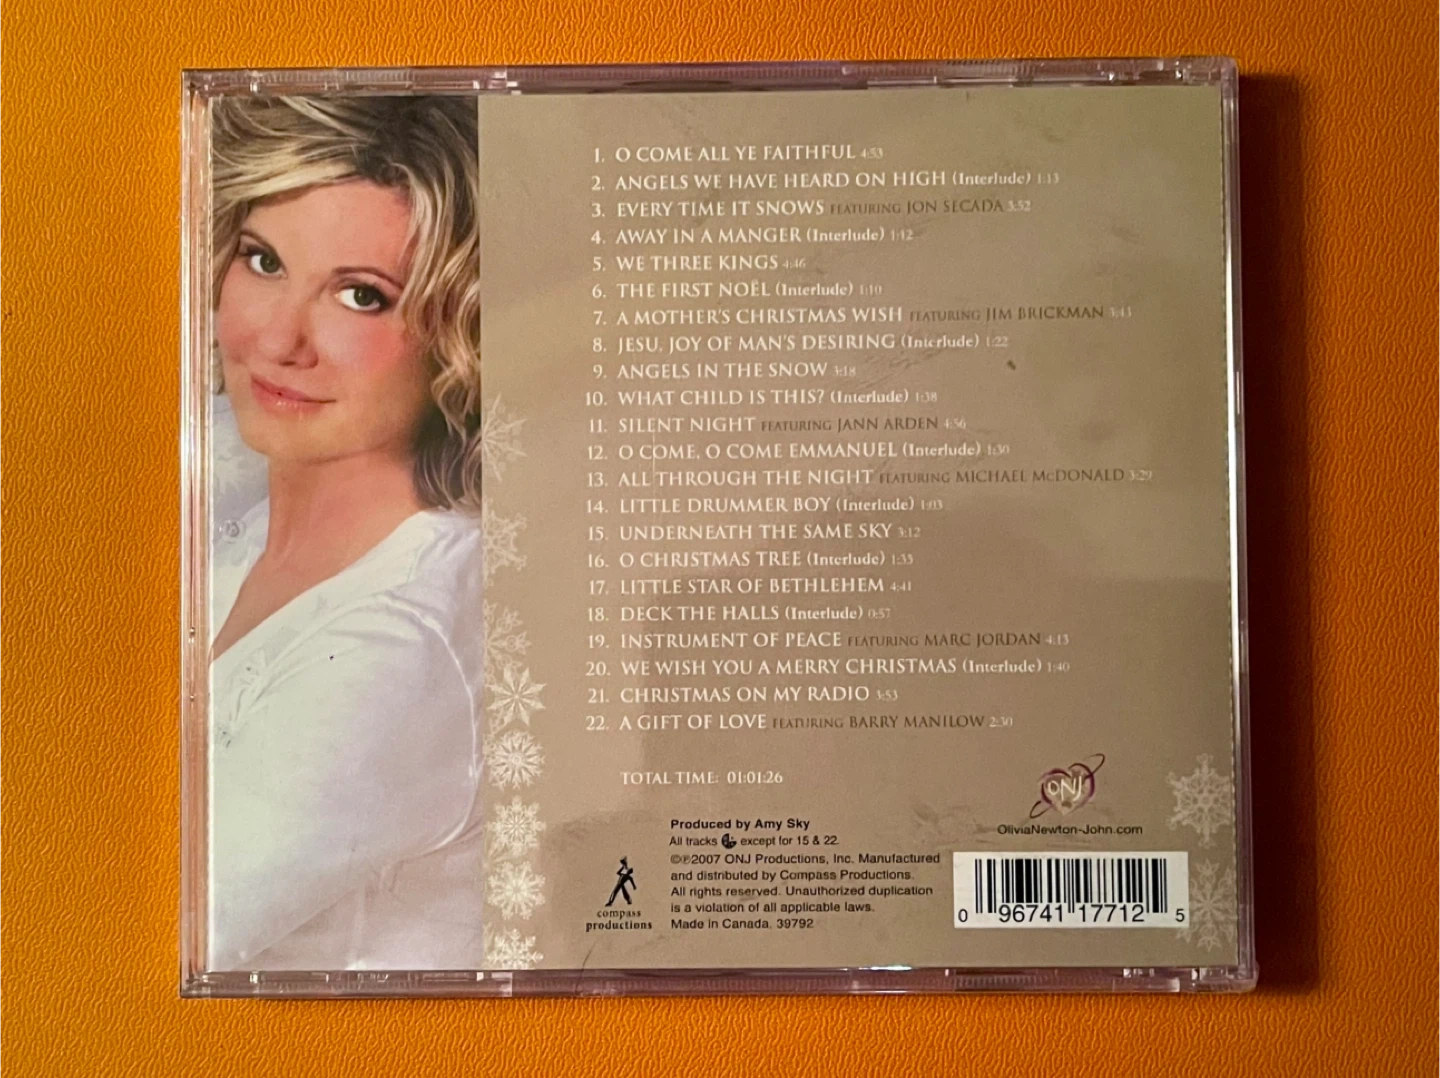 1. O COME ALL YE FAITHFUL 4:53
2. ANGELS WE HAVE HEARD ON HIGH (Interlude) 1:13
3. EVERY TIME IT SNOWS FEATURING JON SECADA 3:52
4. AWAY IN A MANGER (Interlude) 1:12
5. WE THREE KINGS 4:46
6. THE FIRST NOËL (Interlude) 1:10
7. A MOTHER'S CHRISTMAS WISH FEATURING JIM BRICKMAN 3:43
8. JESU, JOY OF MAN'S DESIRING (Interlude) 1:22
9. ANGELS IN THE SNOW 3:18
10. WHAT CHILD IS THIS? (Interlude) 1:38
11. SILENT NIGHT FEATURING JANN ARDEN 4:56
12. O COME, O COME EMMANUEL (Interlude) 1:30
13. ALL THROUGH THE NIGHT FEATURING MICHAEL McDONALD 3:29
14. LITTLE DRUMMER BOY (Interlude) 1:03
15. UNDERNEATH THE SAME SKY 3:12
16. O CHRISTMAS TREE (Interlude) 1:33
17. LITTLE STAR OF BETHLEHEM 4:41
18. DECK THE HALLS (Interlude) 0:57
19. INSTRUMENT OF PEACE FEATURING MARC JORDAN 4:13
20. WE WISH YOU A MERRY CHRISTMAS (Interlude) 1:40
21. CHRISTMAS ON MY RADIO 3:53
22. A GIFT OF LOVE FEATURING BARRY MANILOW 2:30
TOTAL TIME: 01:01:26
ONJ
OliviaNewton-John.com
compass
productions
Produced by Amy Sky
All tracks except for 15 & 22
©℗2007 ONJ Productions, Inc. Manufactured
and distributed by Compass Productions.
All rights reserved. Unauthorized duplication
is a violation of all applicable laws.
Made in Canada. 39792
0 96741 17712 5